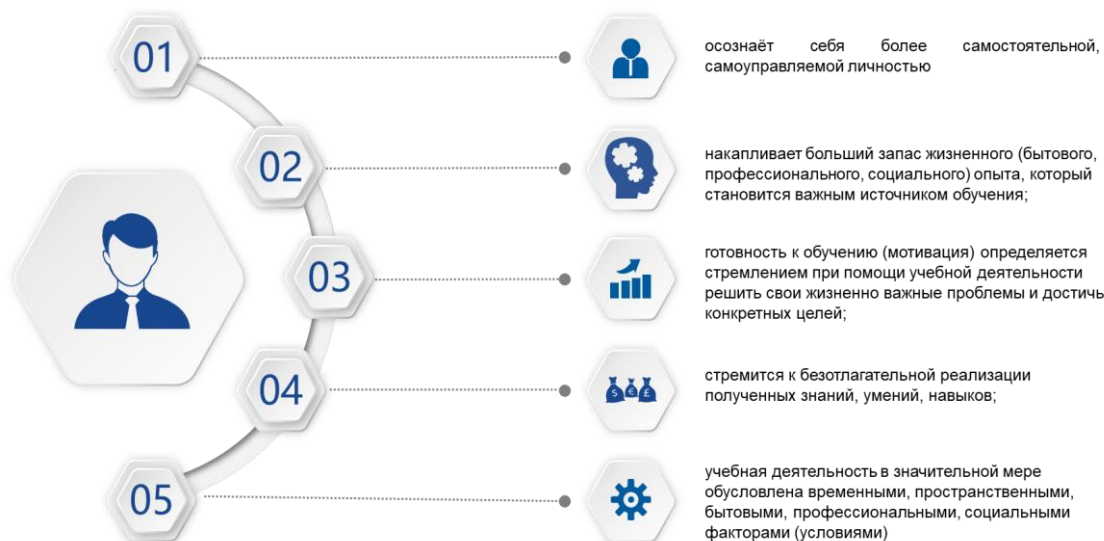 01
осознаёт себя более самостоятельной,
самоуправляемой личностью
02
накапливает больший запас жизненного (бытового,
профессионального, социального) опыта, который
становится важным источником обучения;
03
готовность к обучению (мотивация) определяется
стремлением при помощи учебной деятельности
решить свои жизненно важные проблемы и достичь
конкретных целей;
04
$ € £
стремится к безотлагательной реализации
полученных знаний, умений, навыков;
05
учебная деятельность в значительной мере
обусловлена временными, пространственными,
бытовыми, профессиональными, социальными
факторами (условиями)